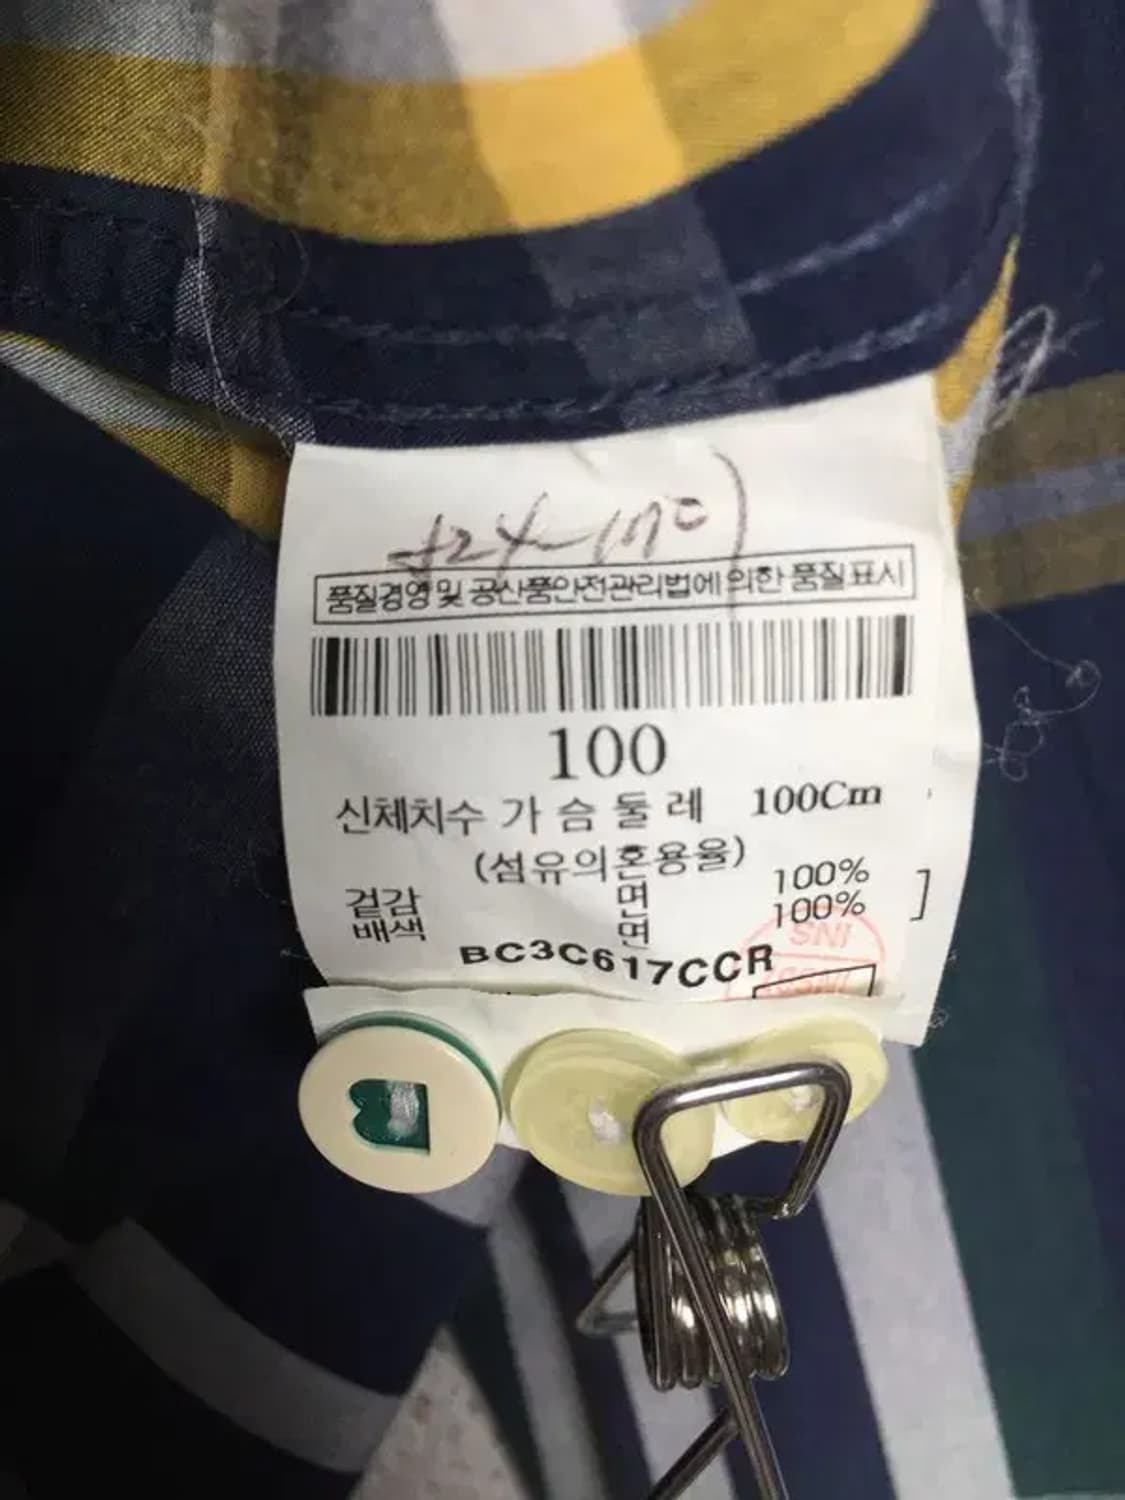 품질경영 및 공산품안전관리법에 의한 품질표시
100
신체치수 가슴둘레 100Cm
(섬유의혼용율)
겉감 면 100%
배색 면 100%
BC3C617CCR